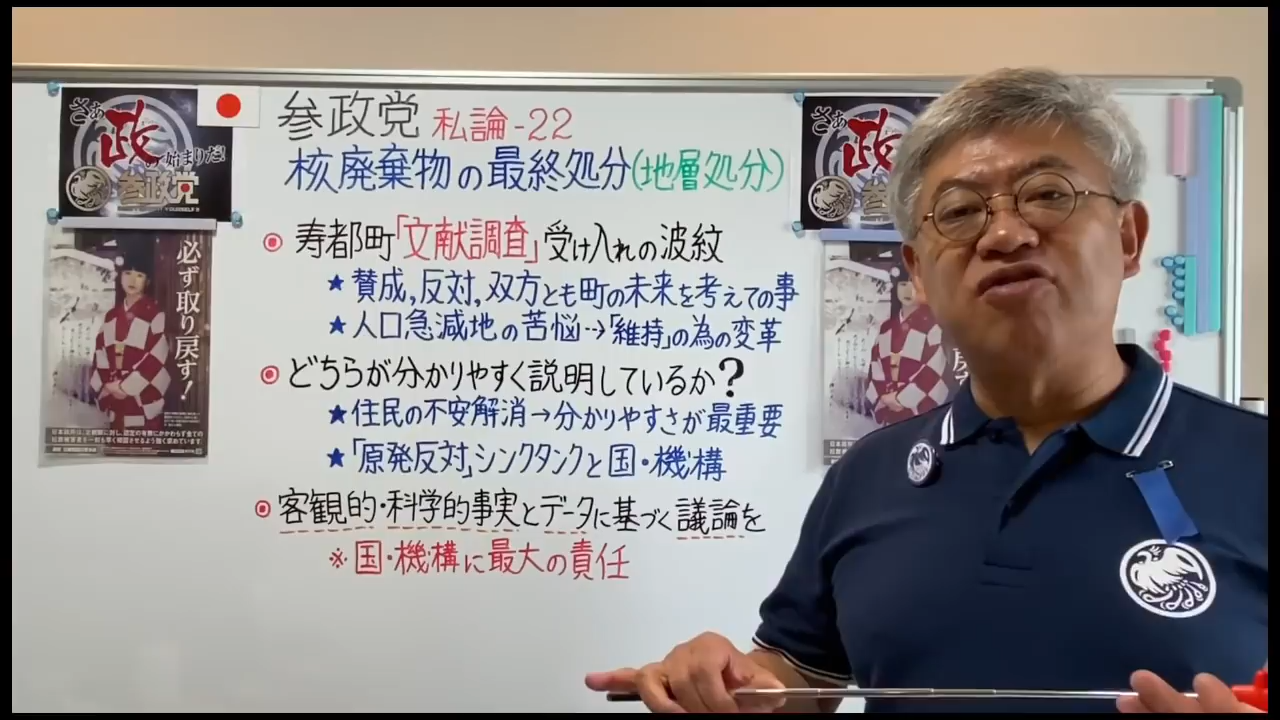 さあ
政が
始まりだ!
参政党
必ず取り戻す!
参政党 私論-22
核廃棄物の最終処分(地層処分)
◉ 寿都町「文献調査」受け入れの波紋
★ 賛成,反対,双方とも町の未来を考えての事
★ 人口急減地の苦悩→「維持」の為の変革
◉ どちらが分かりやすく説明しているか?
★ 住民の不安解消→分かりやすさが最重要
★「原発反対」シンクタンクと国・機構
◉ 客観的・科学的事実とデータに基づく議論を
※ 国・機構に最大の責任
さあ
政
参政